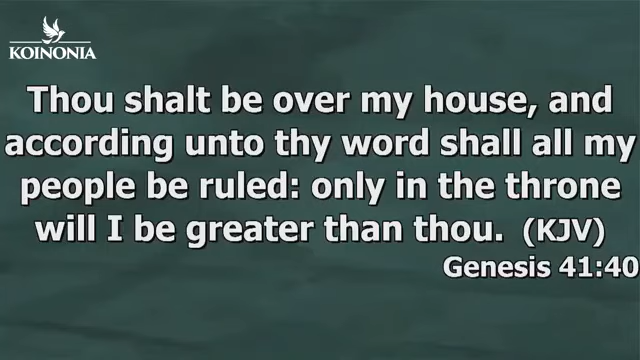 KOINONIA
Thou shalt be over my house, and
according unto thy word shall all my
people be ruled: only in the throne
will I be greater than thou. (KJV)
Genesis 41:40